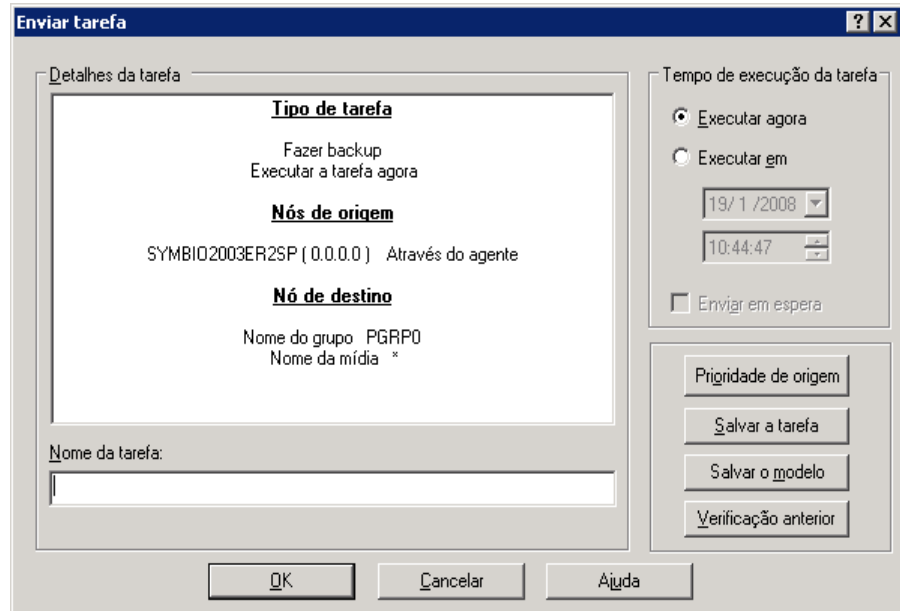 Enviar tarefa
Detalhes da tarefa
Tipo de tarefa
Fazer backup
Executar a tarefa agora
Nós de origem
SYMBIO2003ER2SP ( 0.0.0.0 ) Através do agente
Nó de destino
Nome do grupo PGRP0
Nome da mídia *
Nome da tarefa:
Tempo de execução da tarefa
Executar agora
Executar em
19/ 1 /2008
10:44:47
Enviar em espera
Prioridade de origem
Salvar a tarefa
Salvar o modelo
Verificação anterior
OK
Cancelar
Ajuda